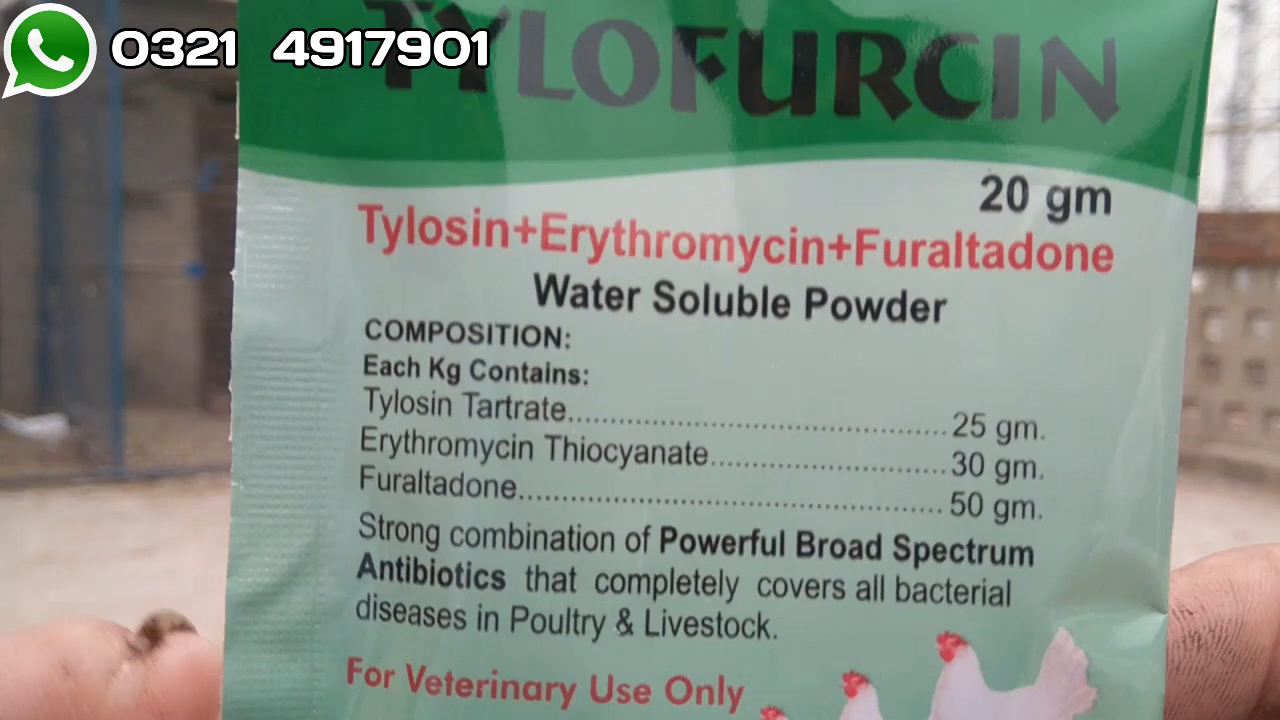 0321 4917901
TYLOFURCIN
20 gm
Tylosin+Erythromycin+Furaltadone
Water Soluble Powder
COMPOSITION:
Each Kg Contains:
Tylosin Tartrate................................................25 gm.
Erythromycin Thiocyanate..............................30 gm.
Furaltadone......................................................50 gm.
Strong combination of Powerful Broad Spectrum
Antibiotics that completely covers all bacterial
diseases in Poultry & Livestock.
For Veterinary Use Only